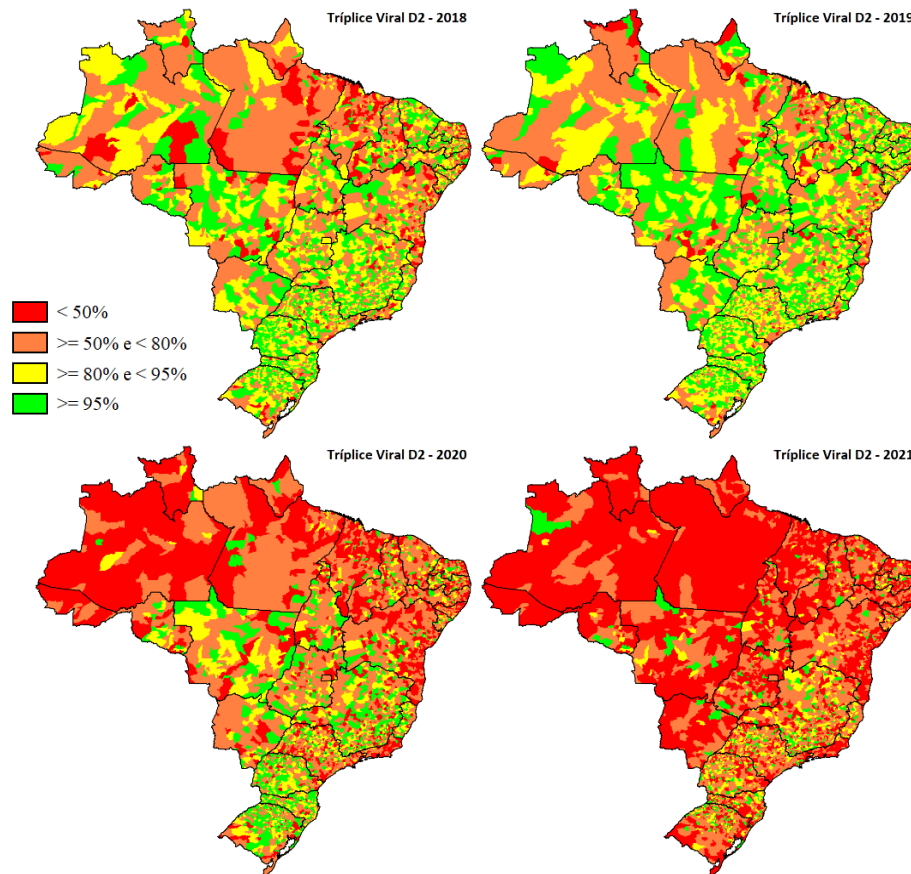 Tríplice Viral D2 - 2018
Tríplice Viral D2 - 2019
< 50%
>= 50% e < 80%
>= 80% e < 95%
>= 95%
Tríplice Viral D2 - 2020
Tríplice Viral D2 - 2021